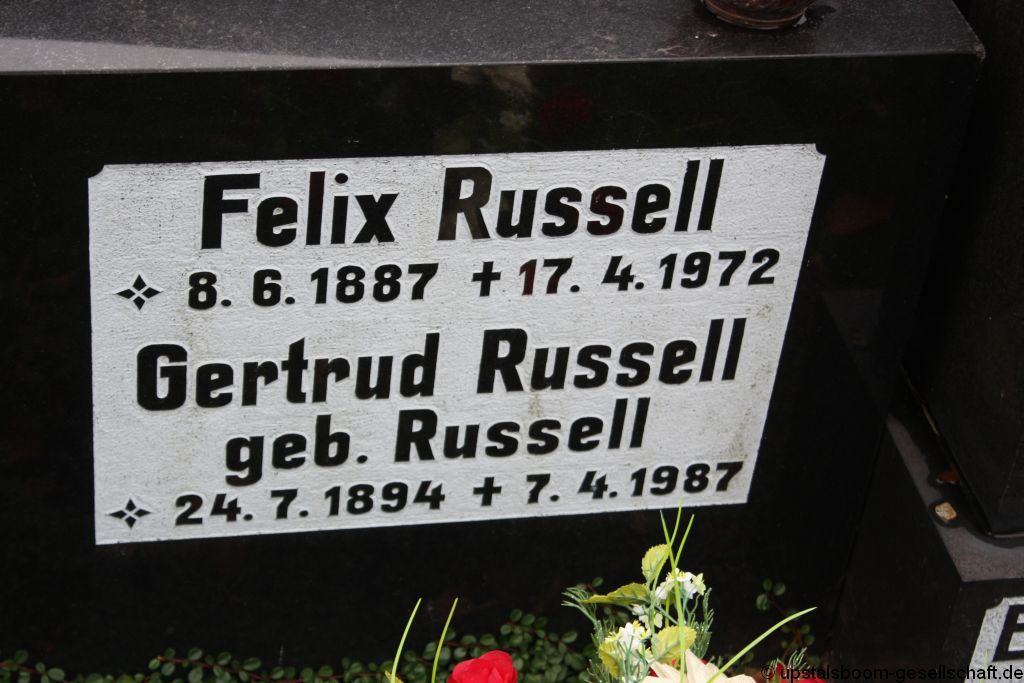 Felix Russell
8. 6. 1887 † 17. 4. 1972
Gertrud Russell
geb. Russell
24. 7. 1894 † 7. 4. 1987
© upstalsboom-gesellschaft.de